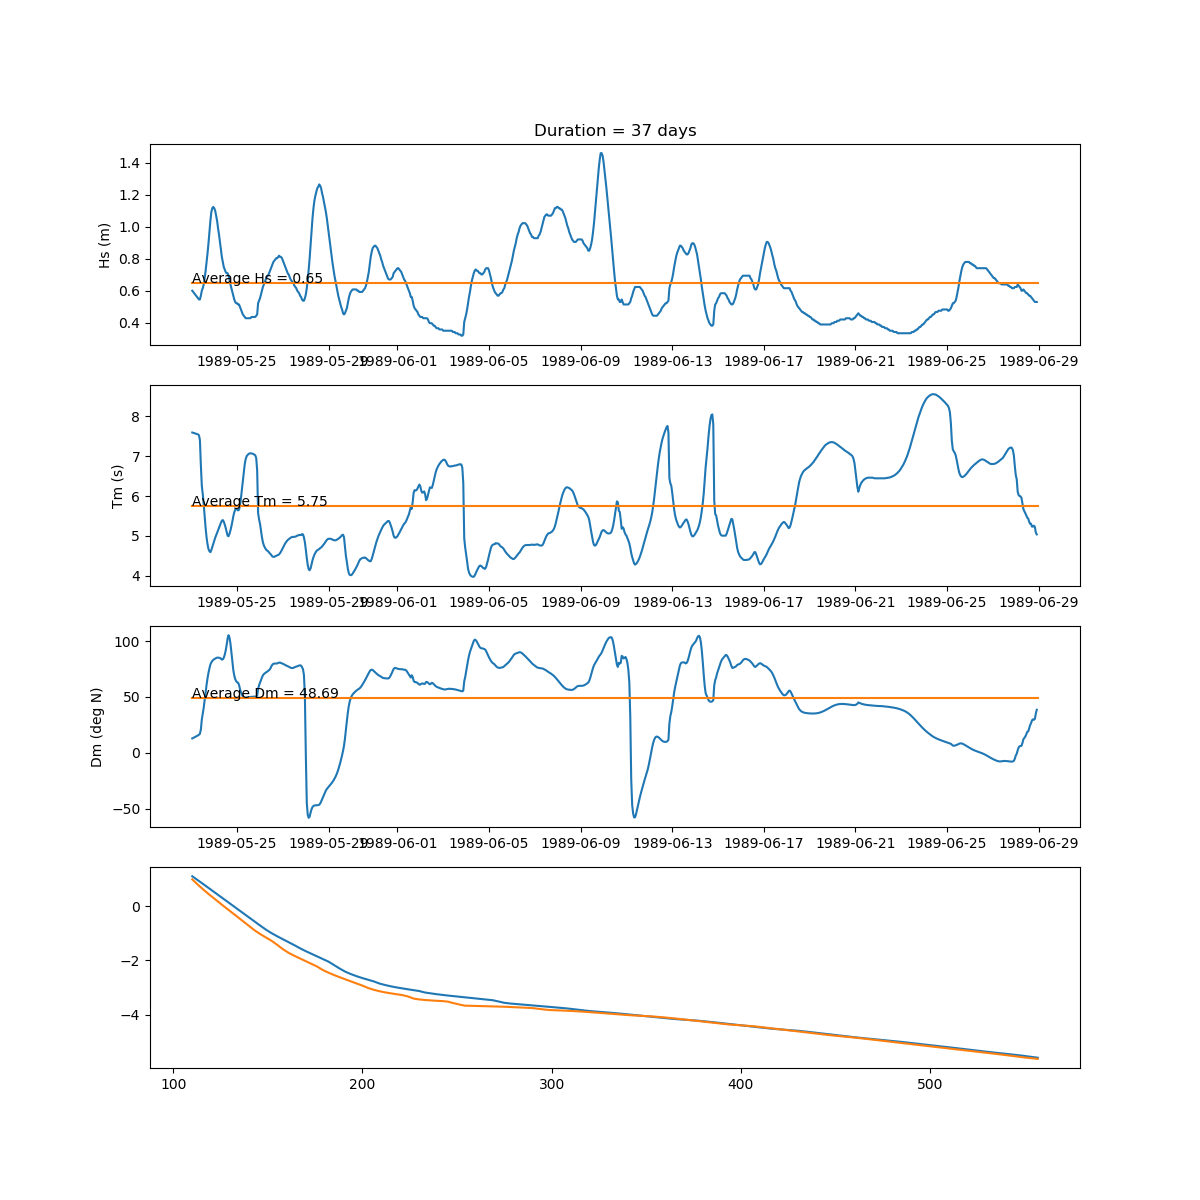 Duration = 37 days
1.4
1.2
1.0
0.8
0.6
0.4
Hs (m)
Average Hs = 0.65
1989-05-25 1989-05-29 1989-06-01 1989-06-05 1989-06-09 1989-06-13 1989-06-17 1989-06-21 1989-06-25 1989-06-29
8
7
6
5
4
Tm (s)
Average Tm = 5.75
1989-05-25 1989-05-29 1989-06-01 1989-06-05 1989-06-09 1989-06-13 1989-06-17 1989-06-21 1989-06-25 1989-06-29
100
50
0
−50
Dm (deg N)
Average Dm = 48.69
1989-05-25 1989-05-29 1989-06-01 1989-06-05 1989-06-09 1989-06-13 1989-06-17 1989-06-21 1989-06-25 1989-06-29
0
−2
−4
100 200 300 400 500